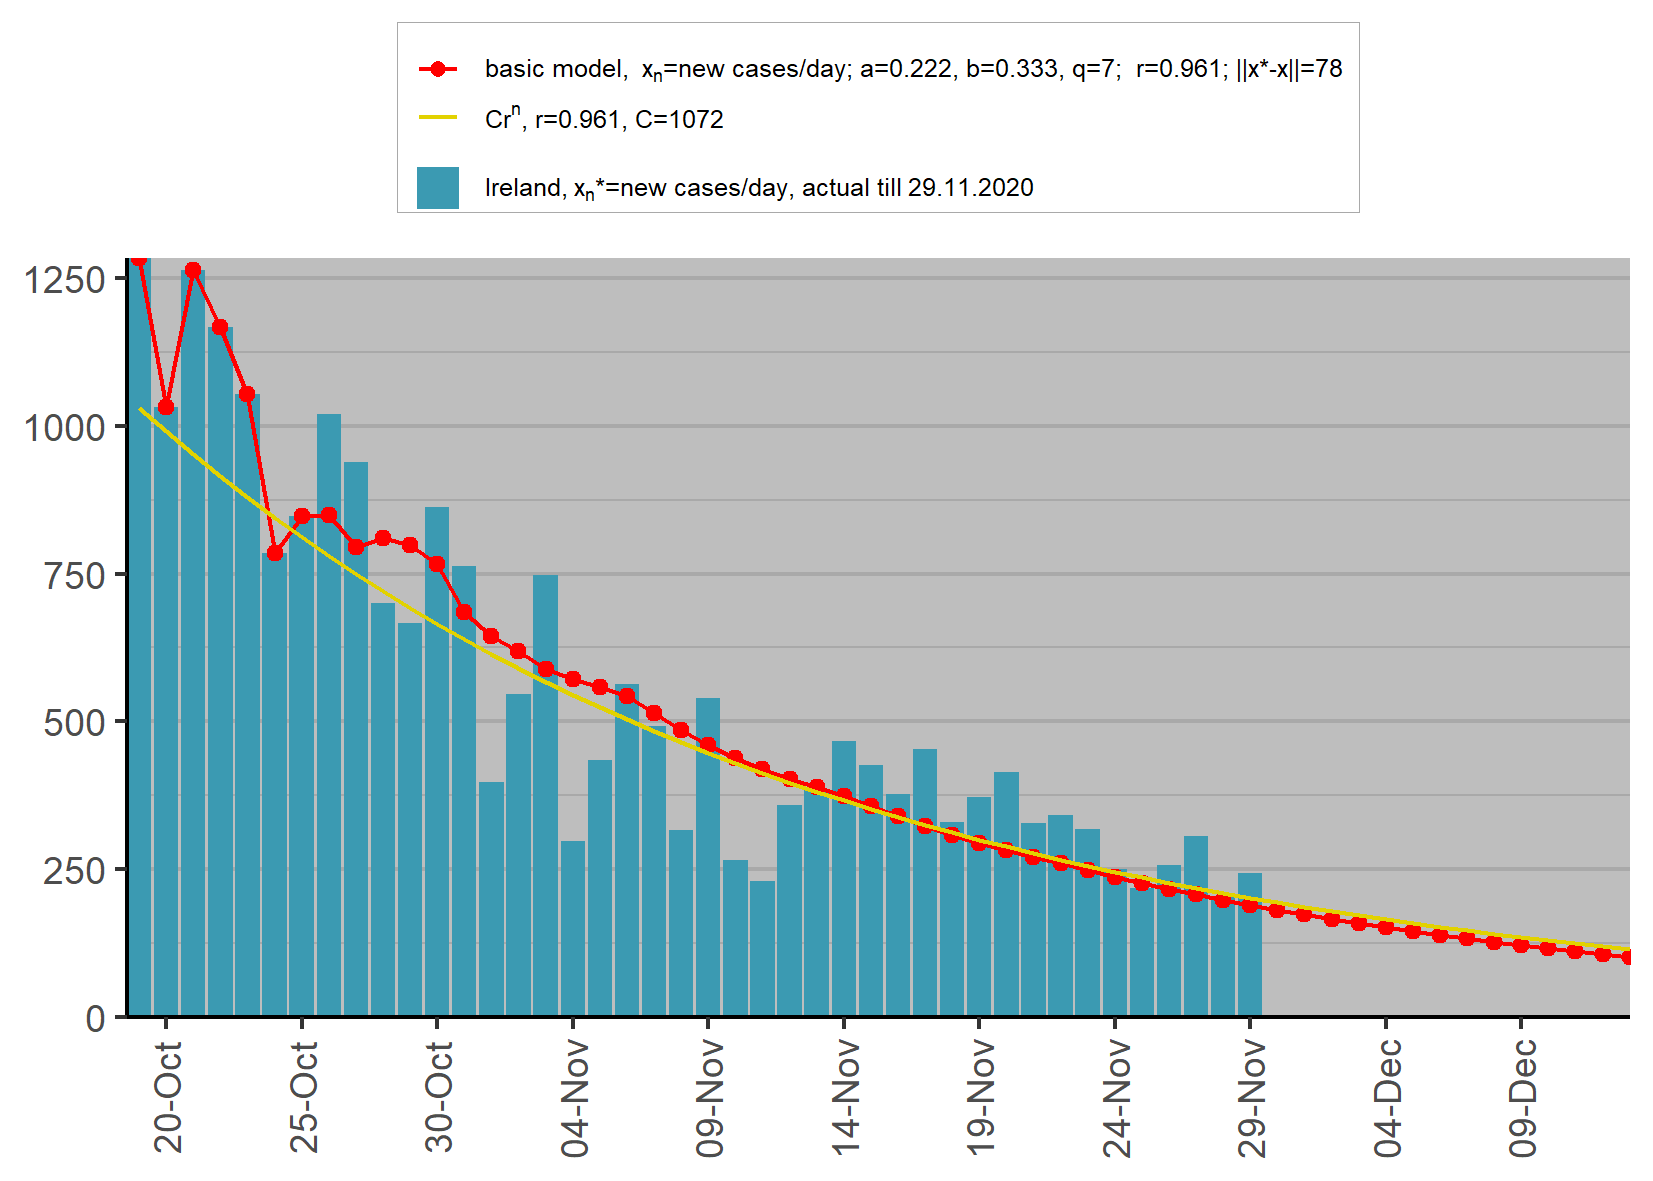 basic model, xₙ=new cases/day; a=0.222, b=0.333, q=7; r=0.961; ||x*-x||=78
Crⁿ, r=0.961, C=1072
Ireland, xₙ*=new cases/day, actual till 29.11.2020
1250
1000
750
500
250
0
20-Oct
25-Oct
30-Oct
04-Nov
09-Nov
14-Nov
19-Nov
24-Nov
29-Nov
04-Dec
09-Dec